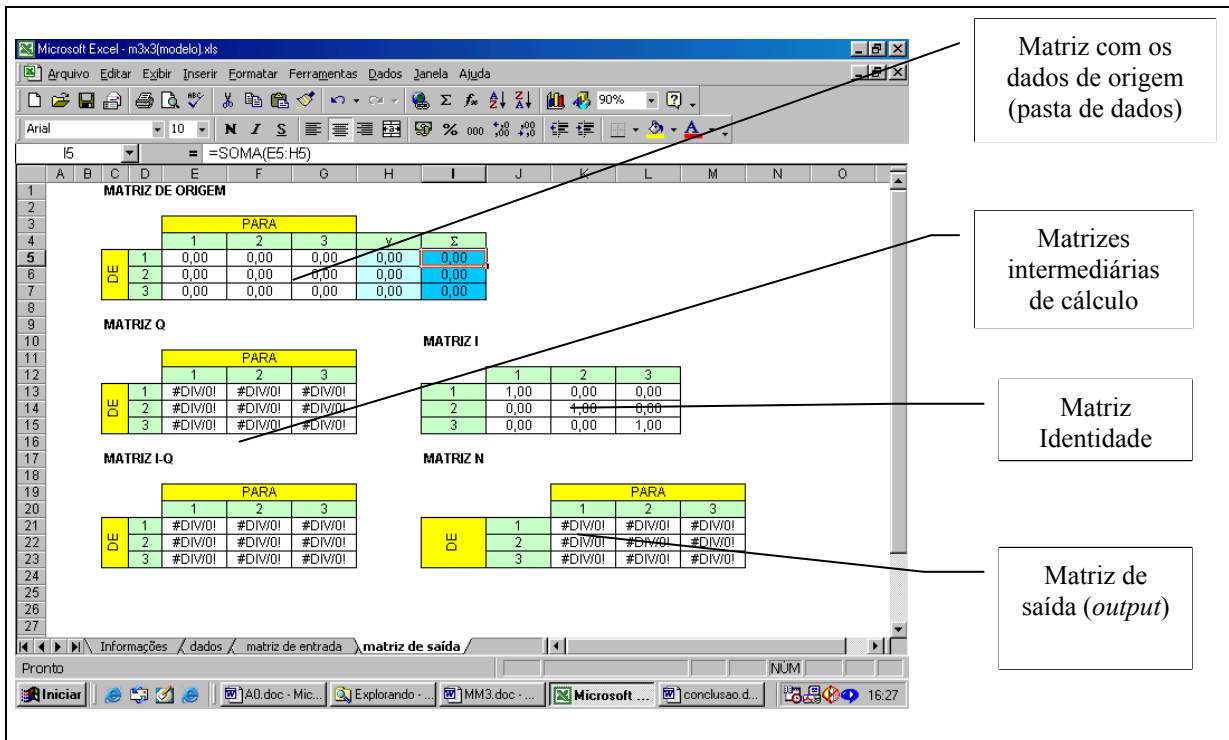 Microsoft Excel - m3x3(modelo).xls
Arquivo Editar Exibir Inserir Formatar Ferramentas Dados Janela Ajuda
90%
Arial 10 N I S % 000
I5 = =SOMA(E5:H5)
A B C D E F G H I J K L M N O
1 MATRIZ DE ORIGEM
2
3 PARA
4 1 2 3 γ Σ
5 1 0,00 0,00 0,00 0,00 0,00
6 DE 2 0,00 0,00 0,00 0,00 0,00
7 3 0,00 0,00 0,00 0,00 0,00
8
9 MATRIZ Q
10 MATRIZ I
11 PARA
12 1 2 3 1 2 3
13 1 #DIV/0! #DIV/0! #DIV/0! 1 1,00 0,00 0,00
14 DE 2 #DIV/0! #DIV/0! #DIV/0! 2 0,00 1,00 0,00
15 3 #DIV/0! #DIV/0! #DIV/0! 3 0,00 0,00 1,00
16
17 MATRIZ I-Q MATRIZ N
18
19 PARA PARA
20 1 2 3 1 2 3
21 1 #DIV/0! #DIV/0! #DIV/0! 1 #DIV/0! #DIV/0! #DIV/0!
22 DE 2 #DIV/0! #DIV/0! #DIV/0! DE 2 #DIV/0! #DIV/0! #DIV/0!
23 3 #DIV/0! #DIV/0! #DIV/0! 3 #DIV/0! #DIV/0! #DIV/0!
24
25
26
27
Informações dados matriz de entrada matriz de saída
Pronto NÚM
Iniciar A0.doc - Mic... Explorando - ... MM3.doc - ... Microsoft ... conclusao.d... 16:27
Matriz com os
dados de origem
(pasta de dados)
Matrizes
intermediárias
de cálculo
Matriz
Identidade
Matriz de
saída (output)